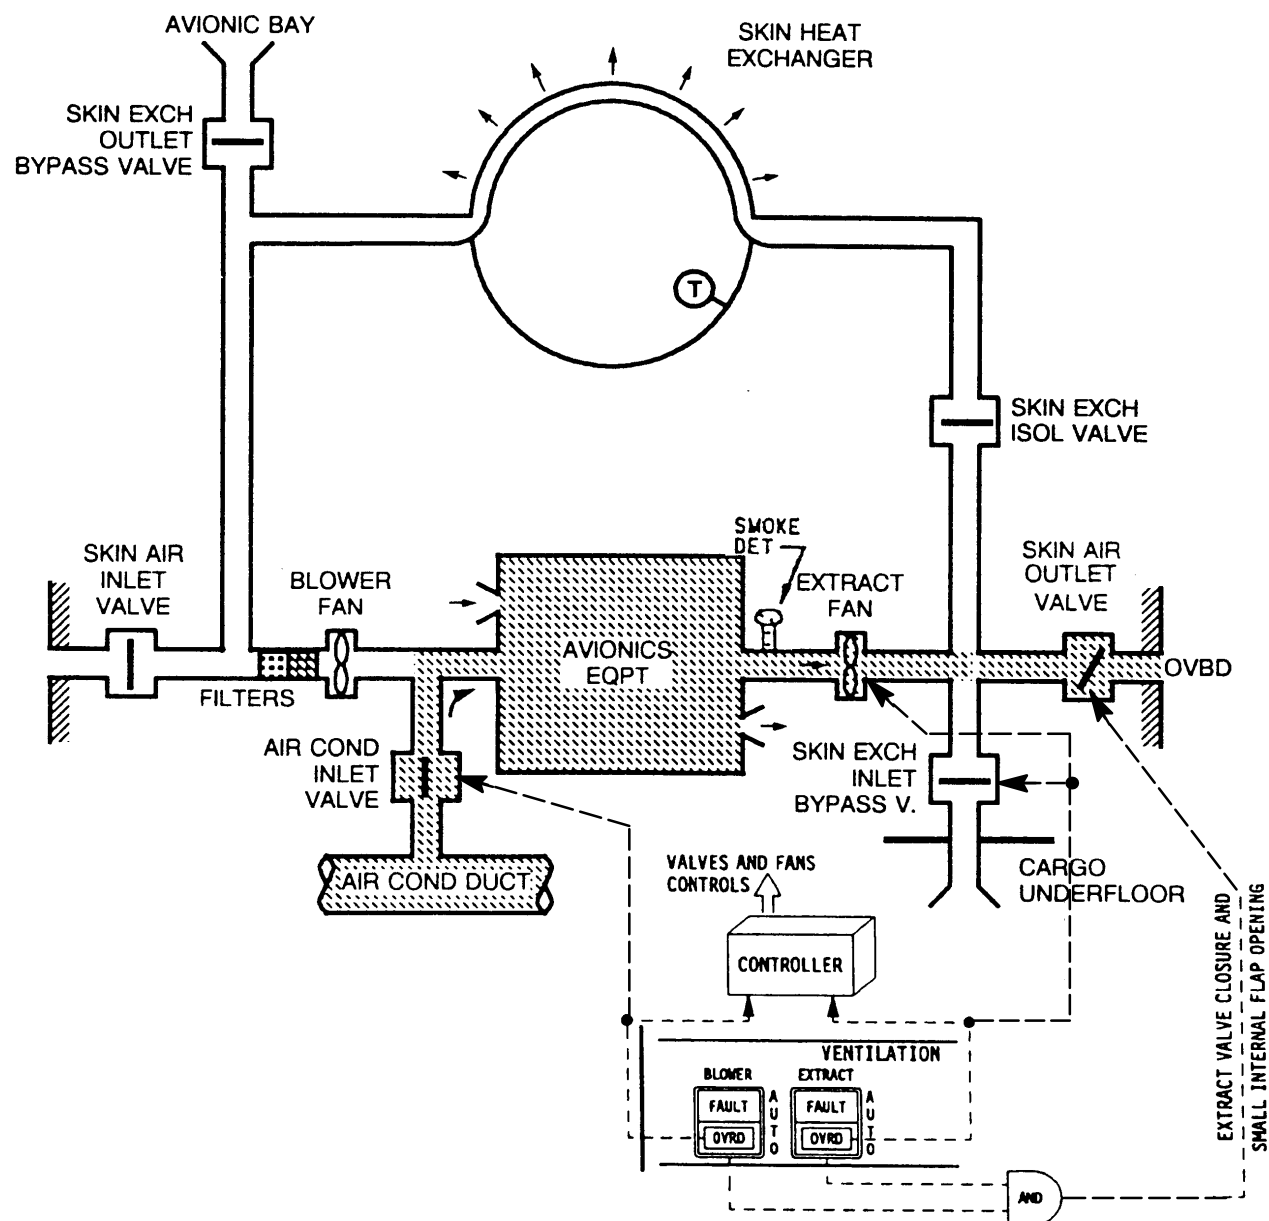 AVIONIC BAY
SKIN HEAT
EXCHANGER
SKIN EXCH
OUTLET
BYPASS VALVE
T
SKIN EXCH
ISOL VALVE
SMOKE
DET
SKIN AIR
INLET
VALVE
BLOWER
FAN
EXTRACT
FAN
SKIN AIR
OUTLET
VALVE
AVIONICS
EQPT
OVBD
FILTERS
AIR COND
INLET
VALVE
SKIN EXCH
INLET
BYPASS V.
AIR COND DUCT
VALVES AND FANS
CONTROLS
CARGO
UNDERFLOOR
CONTROLLER
EXTRACT VALVE CLOSURE AND
SMALL INTERNAL FLAP OPENING
VENTILATION
BLOWER
FAULT
OVRD
AUTO
EXTRACT
FAULT
OVRD
AUTO
AND